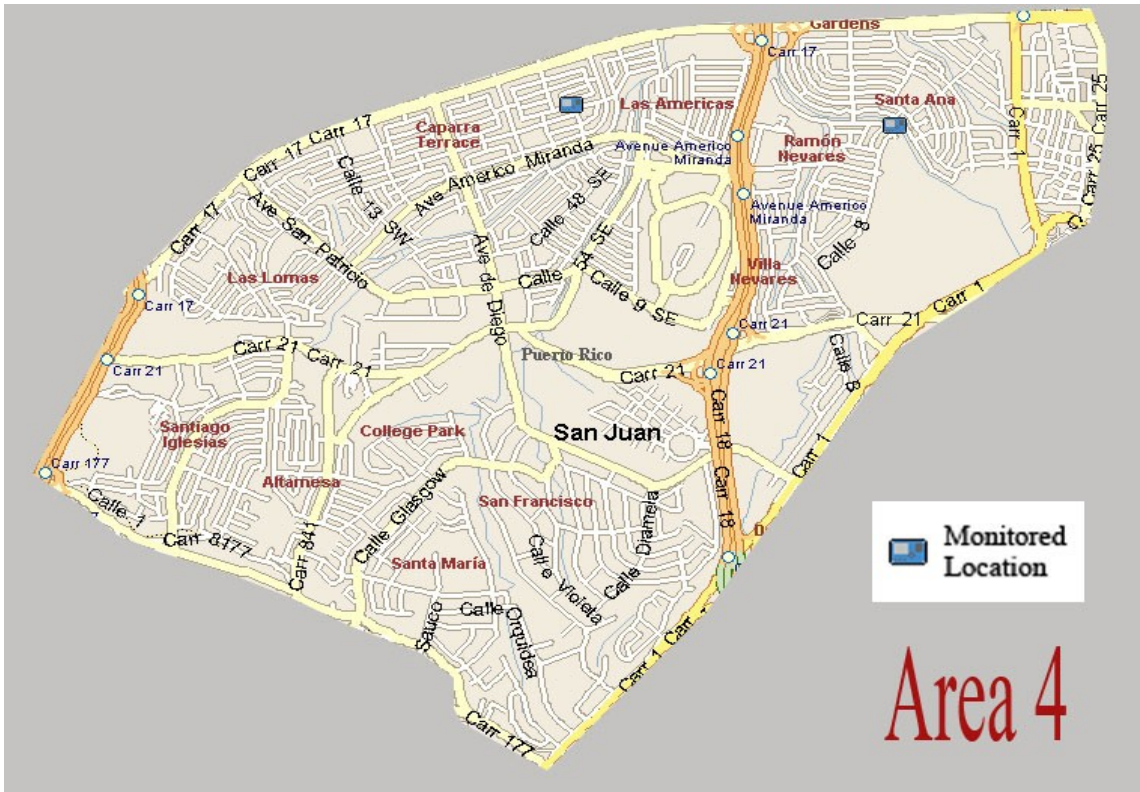 Gardens
Carr 17
Santa Ana
Carr 25
Las Americas
Caparra
Terrace
Carr 17
Carr 1
Ramón
Nevares
Avenue Americo
Miranda
Carr 17
Calle 13 SW
Ave Americo Miranda
Calle 48 SE
Carr 25
Avenue Americo
Miranda
Carr 17
Ave San Patricio
Calle 8
Las Lomas
Ave de Diego
Calle 54 SE
Calle 9 SE
Villa
Nevares
Carr 1
Carr 17
Carr 21
Carr 21
Carr 21
Carr 21
Puerto Rico
Calle B
Carr 21
Carr 21
Carr 21
Carr 18
Santiago
Iglesias
College Park
San Juan
Carr 177
Altamesa
Calle Glasgow
San Francisco
Carr 18
Carr 1
Calle 1
Carr 8177
Carr 841
Santa María
Calle Violeta
Calle Diamela
Sauco
Calle Orquidea
Carr 1
Carr 1
Carr 177
Monitored
Location
Area 4